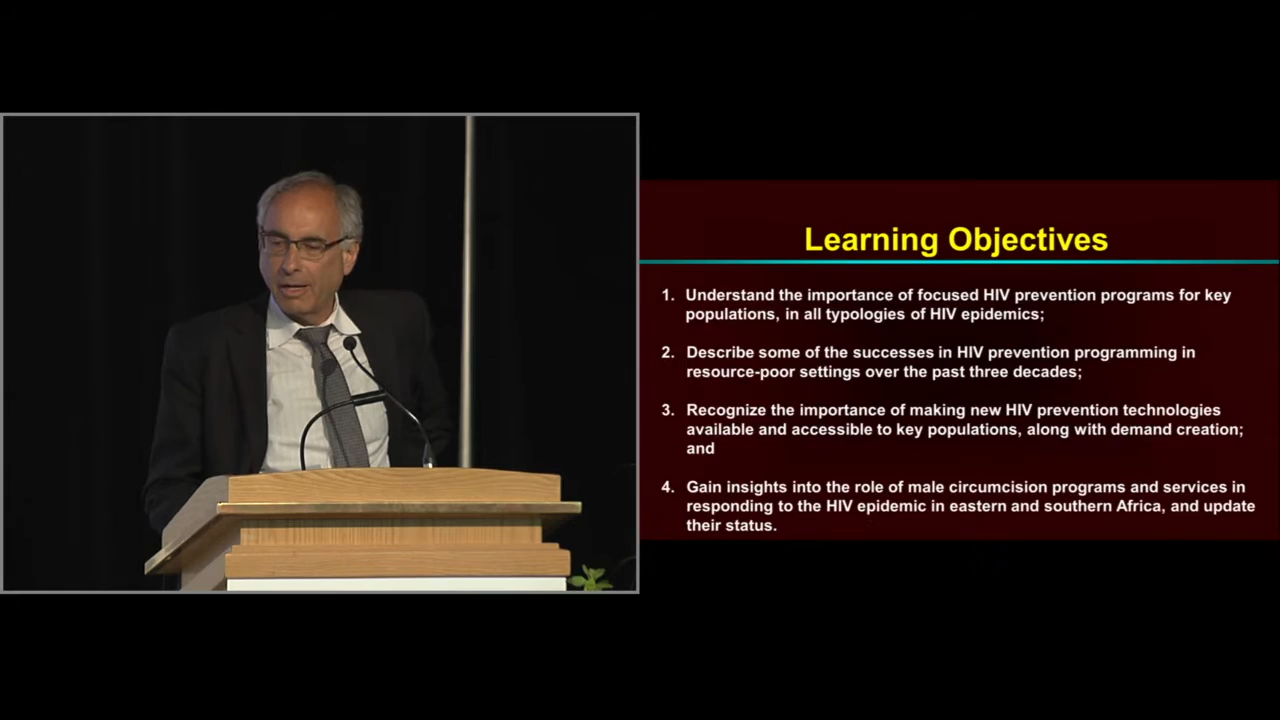 Learning Objectives
1. Understand the importance of focused HIV prevention programs for key
populations, in all typologies of HIV epidemics;
2. Describe some of the successes in HIV prevention programming in
resource-poor settings over the past three decades;
3. Recognize the importance of making new HIV prevention technologies
available and accessible to key populations, along with demand creation;
and
4. Gain insights into the role of male circumcision programs and services in
responding to the HIV epidemic in eastern and southern Africa, and update
their status.